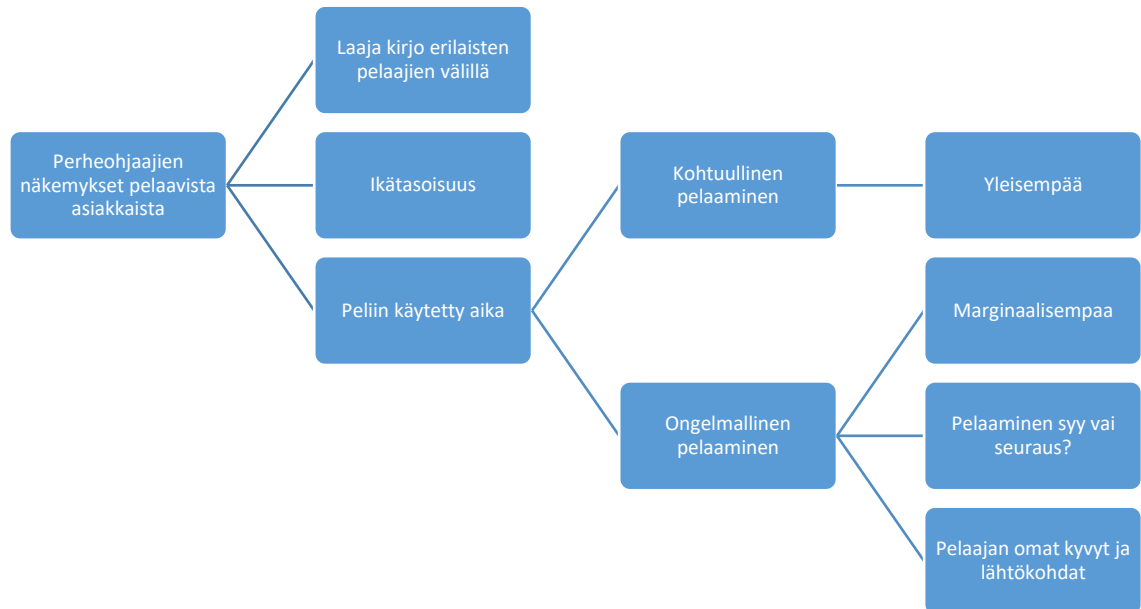 Perheohjaajien
näkemykset pelaavista
asiakkaista
Laaja kirjo erilaisten
pelaajien välillä
Ikätasoisuus
Peliin käytetty aika
Kohtuullinen
pelaaminen
Yleisempää
Ongelmallinen
pelaaminen
Marginaalisempaa
Pelaaminen syy vai
seuraus?
Pelaajan omat kyvyt ja
lähtökohdat